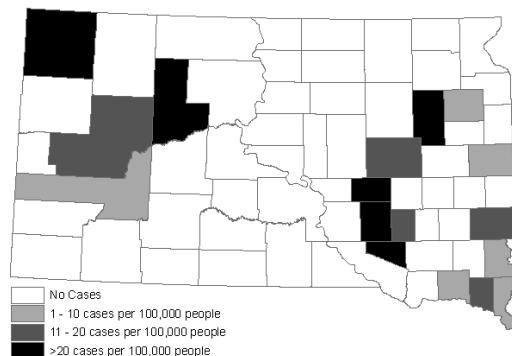 No Cases
1 - 10 cases per 100,000 people
11 - 20 cases per 100,000 people
>20 cases per 100,000 people